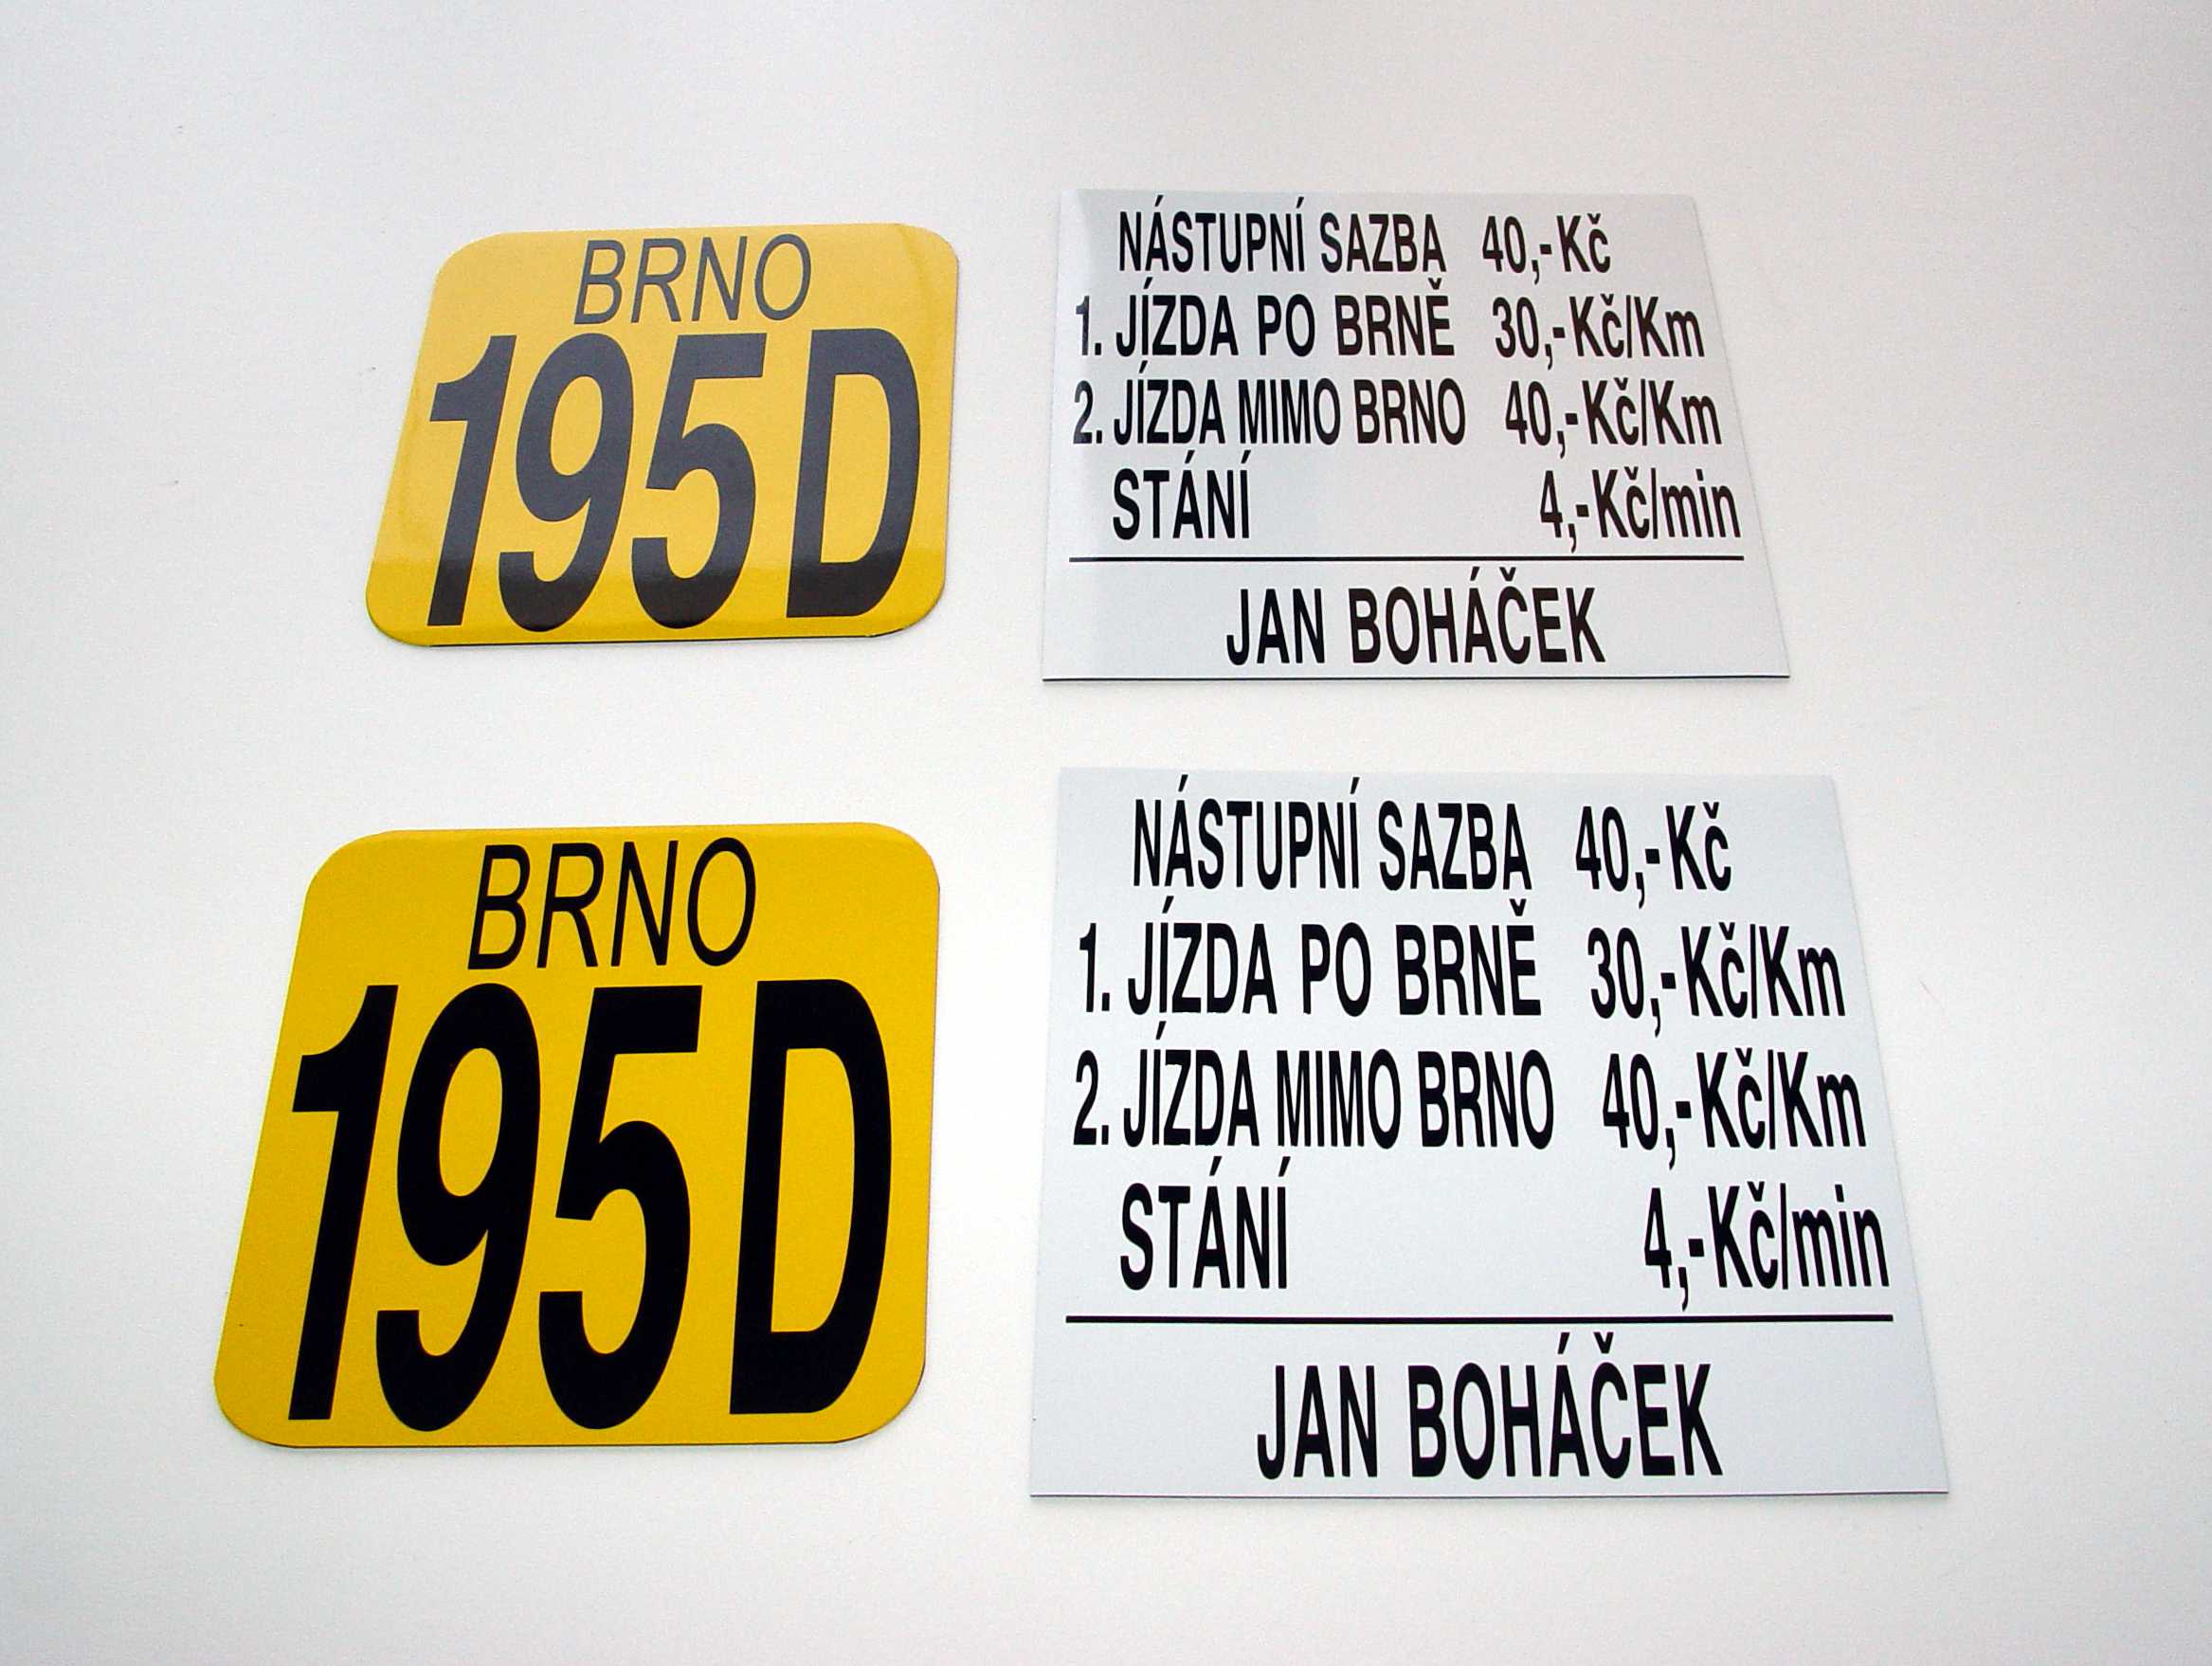 BRNO
195 D
NÁSTUPNÍ SAZBA 40,-Kč
1. JÍZDA PO BRNĚ 30,-Kč/Km
2. JÍZDA MIMO BRNO 40,-Kč/Km
STÁNÍ 4,-Kč/min
JAN BOHÁČEK
BRNO
195 D
NÁSTUPNÍ SAZBA 40,-Kč
1. JÍZDA PO BRNĚ 30,-Kč/Km
2. JÍZDA MIMO BRNO 40,-Kč/Km
STÁNÍ 4,-Kč/min
JAN BOHÁČEK